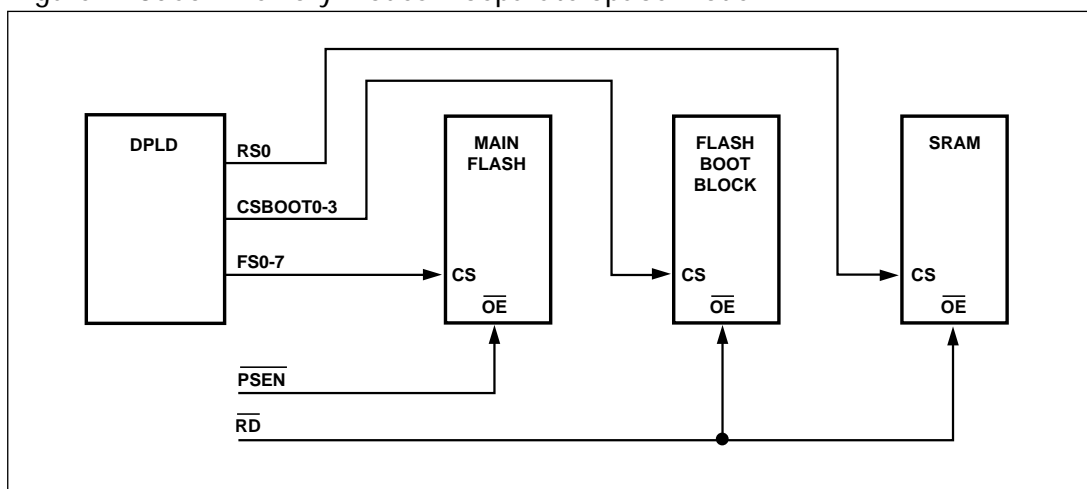 DPLD
RS0
CSBOOT0-3
FS0-7
MAIN
FLASH
CS
OE
FLASH
BOOT
BLOCK
CS
OE
SRAM
CS
OE
PSEN
RD